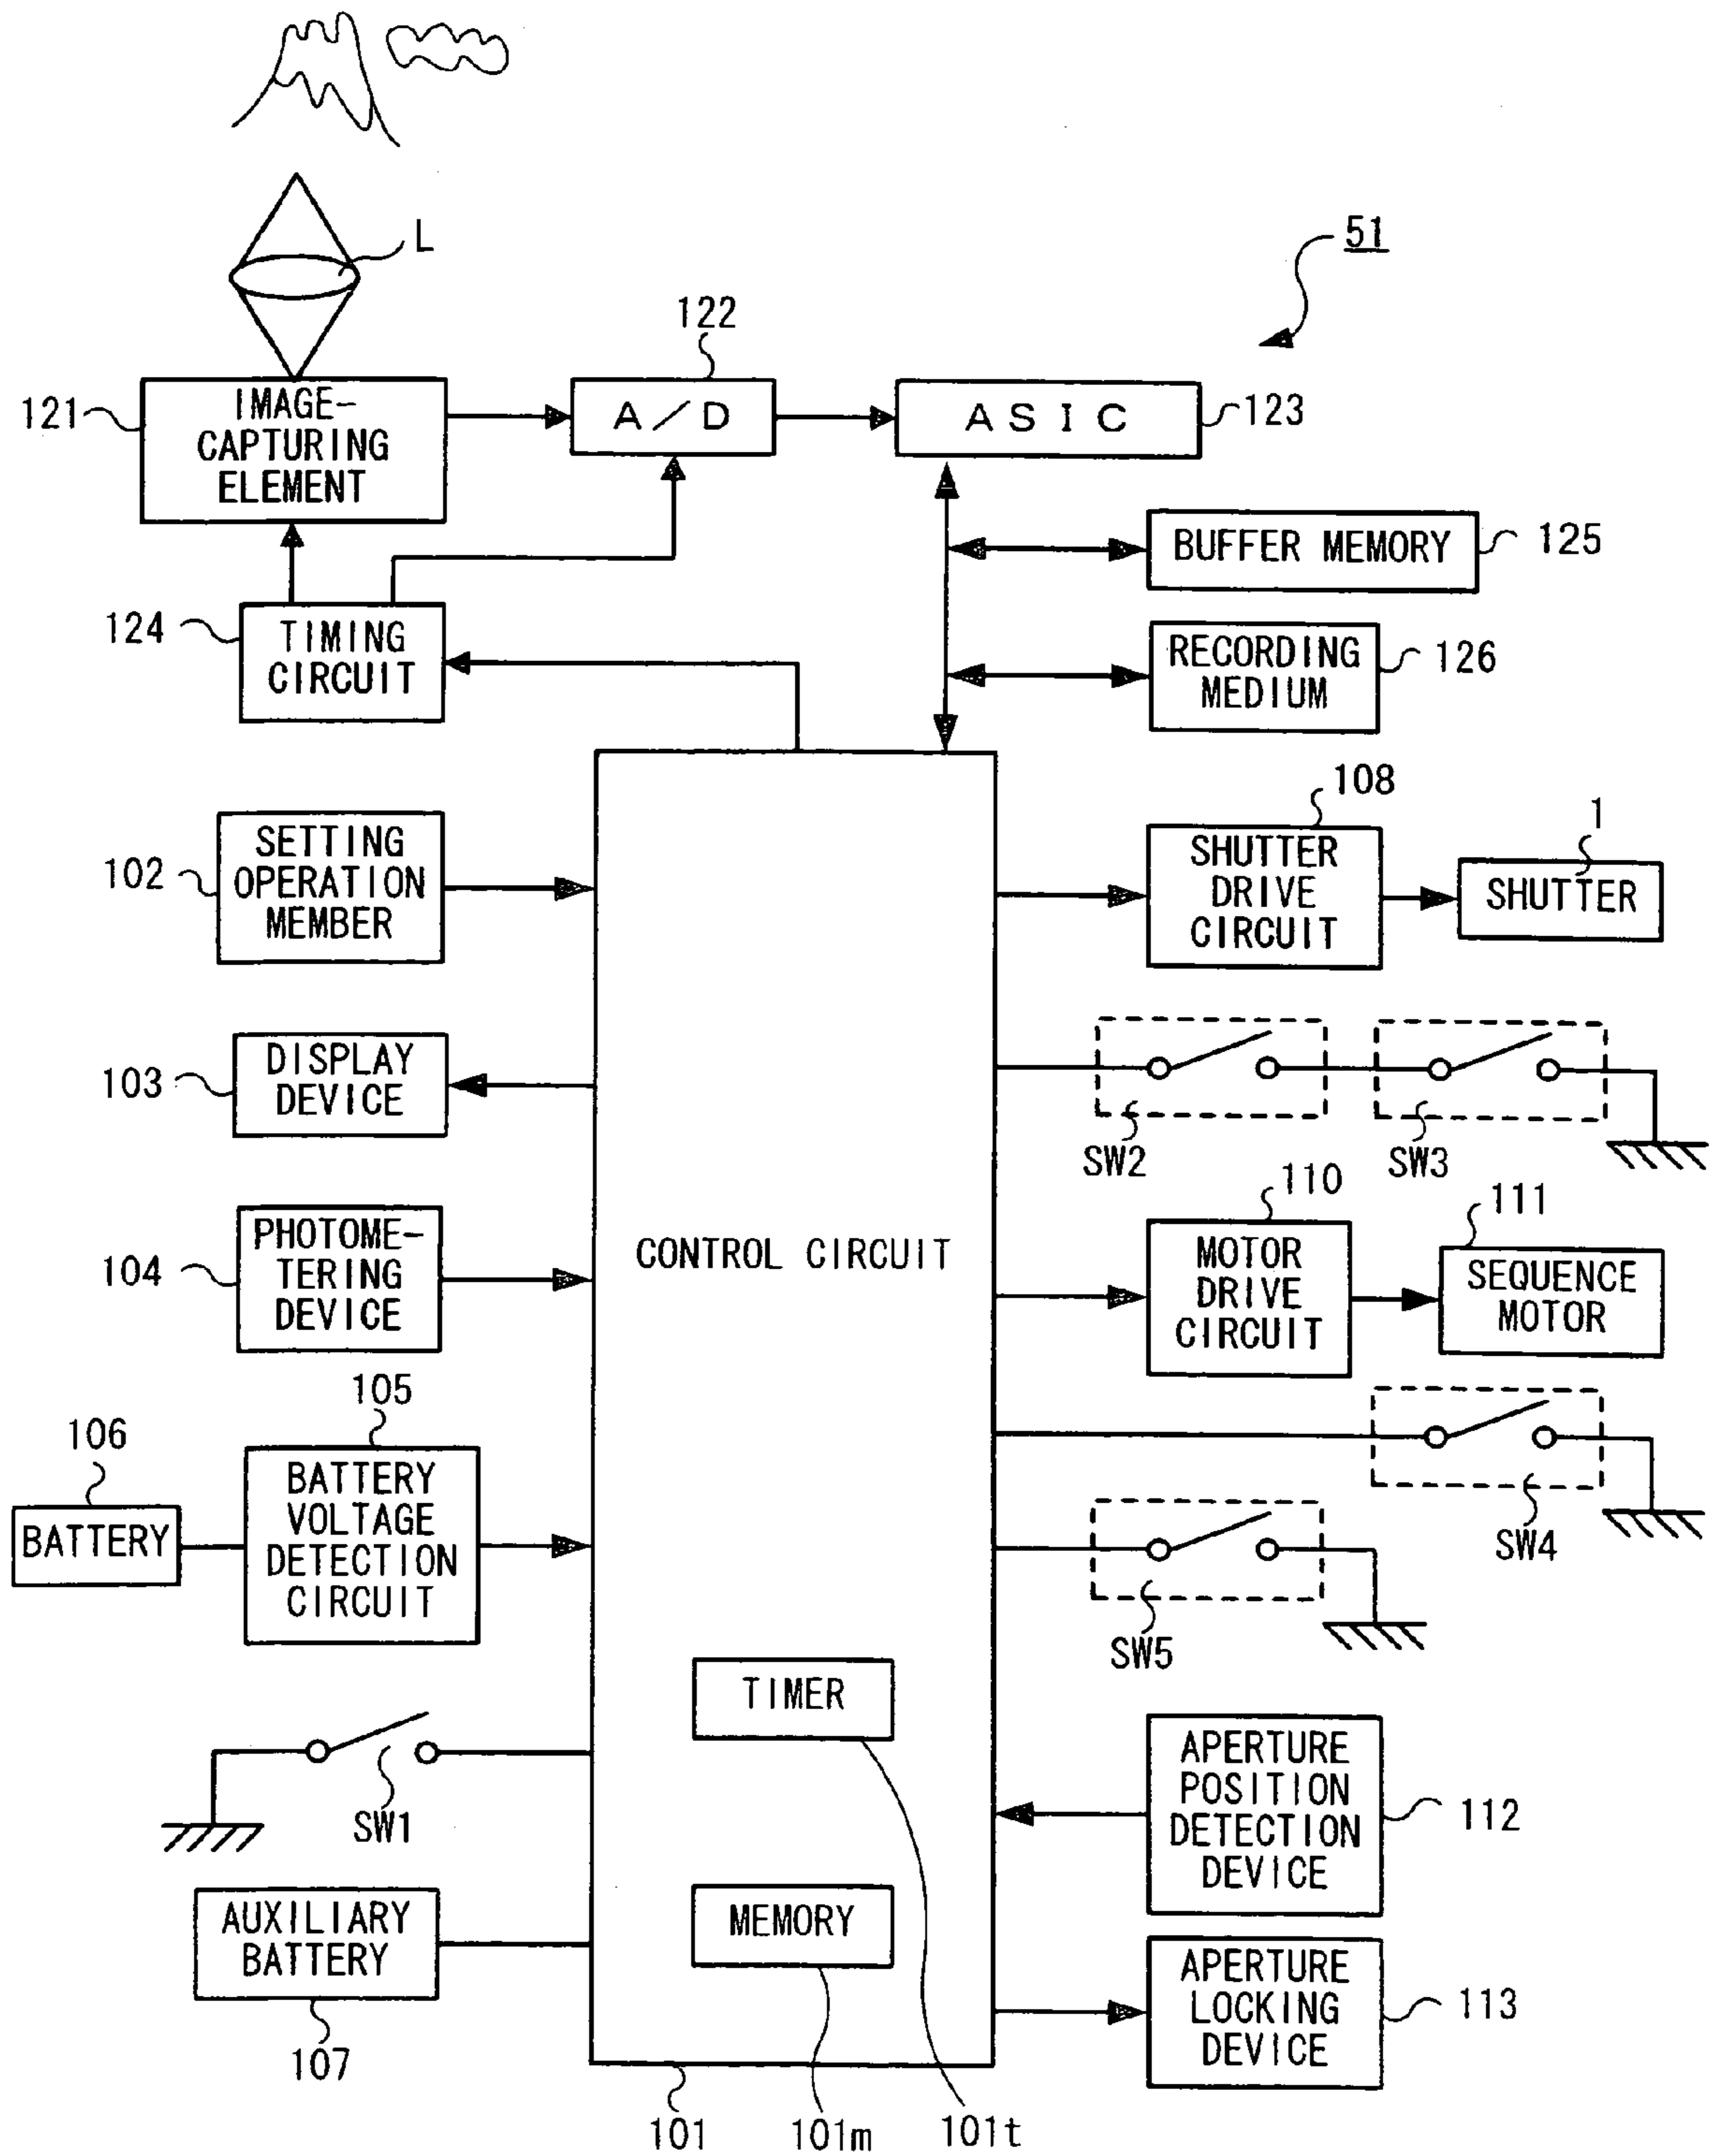 L
51
122
121
IMAGE-
CAPTURING
ELEMENT
A/D
ASIC
123
BUFFER MEMORY
125
124
TIMING
CIRCUIT
RECORDING
MEDIUM
126
108
1
102
SETTING
OPERATION
MEMBER
SHUTTER
DRIVE
CIRCUIT
SHUTTER
103
DISPLAY
DEVICE
SW2
SW3
110
111
104
PHOTOME-
TERING
DEVICE
CONTROL CIRCUIT
MOTOR
DRIVE
CIRCUIT
SEQUENCE
MOTOR
105
106
BATTERY
BATTERY
VOLTAGE
DETECTION
CIRCUIT
SW4
SW5
TIMER
SW1
APERTURE
POSITION
DETECTION
DEVICE
112
AUXILIARY
BATTERY
MEMORY
APERTURE
LOCKING
DEVICE
113
107
101
101m
101t